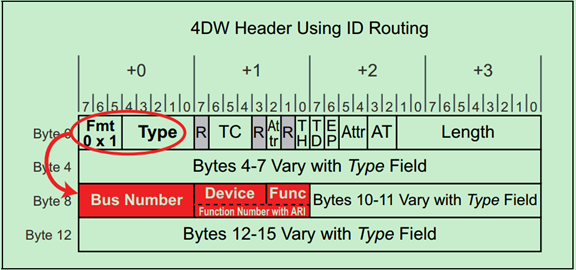 4DW Header Using ID Routing
+0 +1 +2 +3
7 6 5 4 3 2 1 0 7 6 5 4 3 2 1 0 7 6 5 4 3 2 1 0 7 6 5 4 3 2 1 0
Byte 0 Fmt 0 x 1 Type R TC R At tr R T H T D E P Attr AT Length
Byte 4 Bytes 4-7 Vary with Type Field
Byte 8 Bus Number Device Func Bytes 10-11 Vary with Type Field
Function Number with ARI
Byte 12 Bytes 12-15 Vary with Type Field